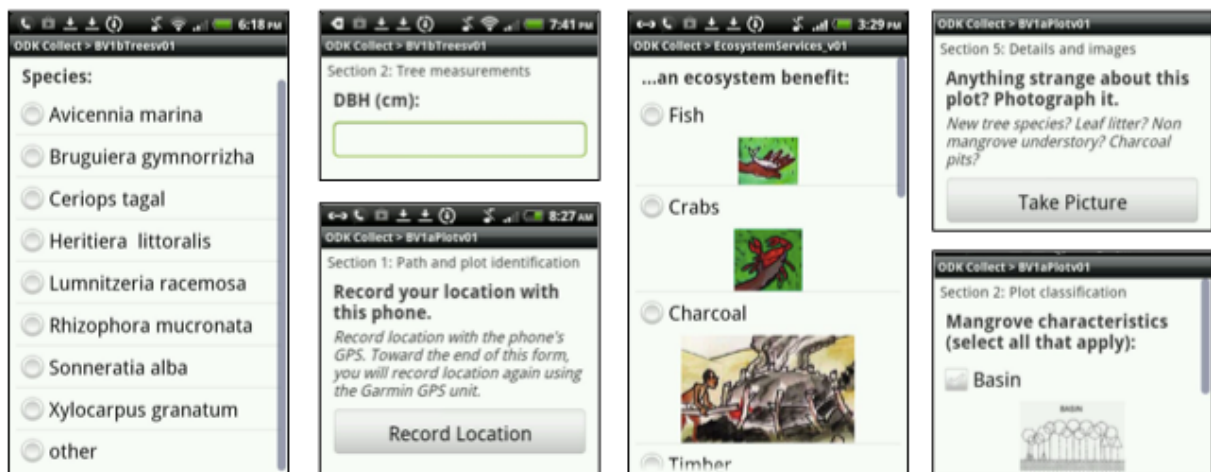 6:18 PM
ODK Collect > BV1bTreesv01
Species:
Avicennia marina
Bruguiera gymnorrizha
Ceriops tagal
Heritiera littoralis
Lumnitzeria racemosa
Rhizophora mucronata
Sonneratia alba
Xylocarpus granatum
other
7:41 PM
ODK Collect > BV1bTreesv01
Section 2: Tree measurements
DBH (cm):
8:27 AM
ODK Collect > BV1aPlotv01
Section 1: Path and plot identification
Record your location with
this phone.
Record location with the phone's
GPS. Toward the end of this form,
you will record location again using
the Garmin GPS unit.
Record Location
3:29 PM
ODK Collect > EcosystemServices_v01
...an ecosystem benefit:
Fish
Crabs
Charcoal
Timber
ODK Collect > BV1aPlotv01
Section 5: Details and images
Anything strange about this
plot? Photograph it.
New tree species? Leaf litter? Non
mangrove understory? Charcoal
pits?
Take Picture
ODK Collect > BV1aPlotv01
Section 2: Plot classification
Mangrove characteristics
(select all that apply):
Basin
BASIN